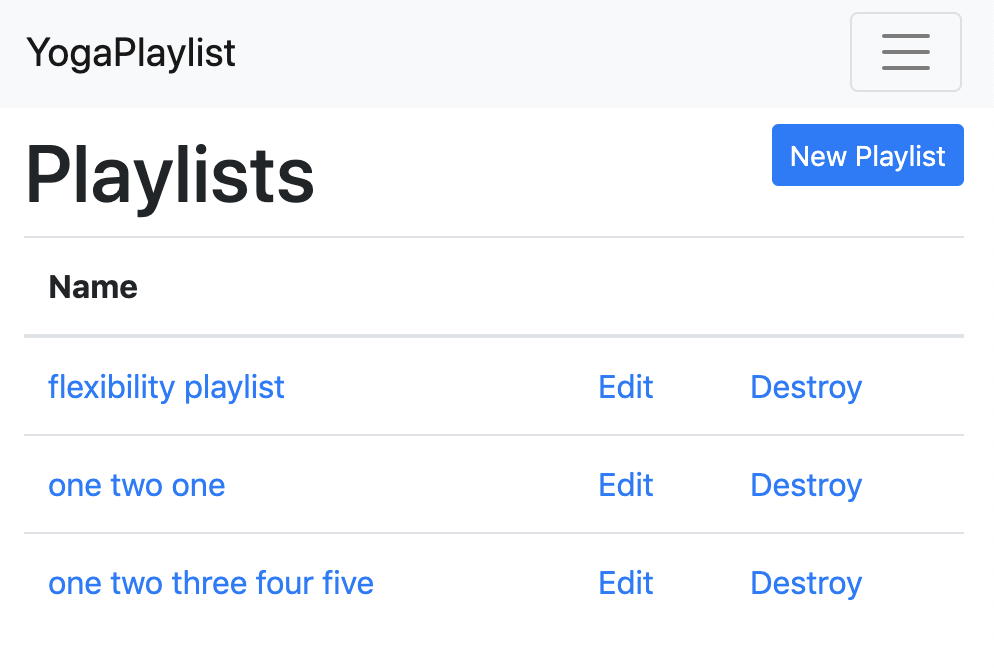 YogaPlaylist
Playlists
New Playlist
Name
flexibility playlist Edit Destroy
one two one Edit Destroy
one two three four five Edit Destroy